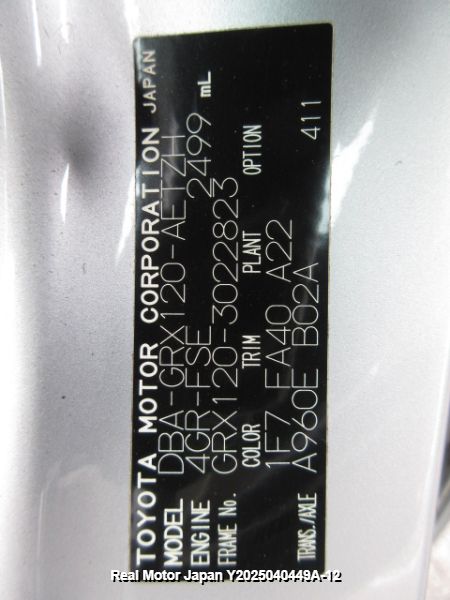 TOYOTA MOTOR CORPORATION JAPAN
MODEL DBA-GRX120-AETZH
ENGINE 4GR-FSE 2499 mL
FRAME No. GRX120-3022823
COLOR TRIM PLANT OPTION
1F7 EA40 A22
TRANS./AXLE A960E B02A 411
Real Motor Japan Y2025040449A-12